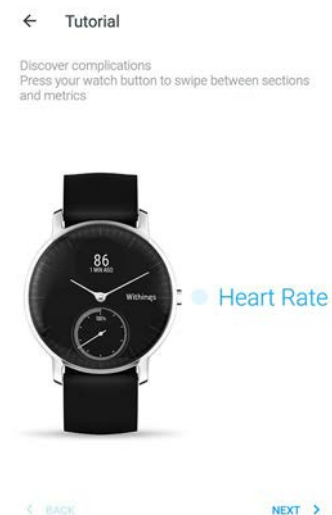 Tutorial
Discover complications
Press your watch button to swipe between sections
and metrics
86
1 MIN AGO
Withings
100%
Heart Rate
BACK
NEXT